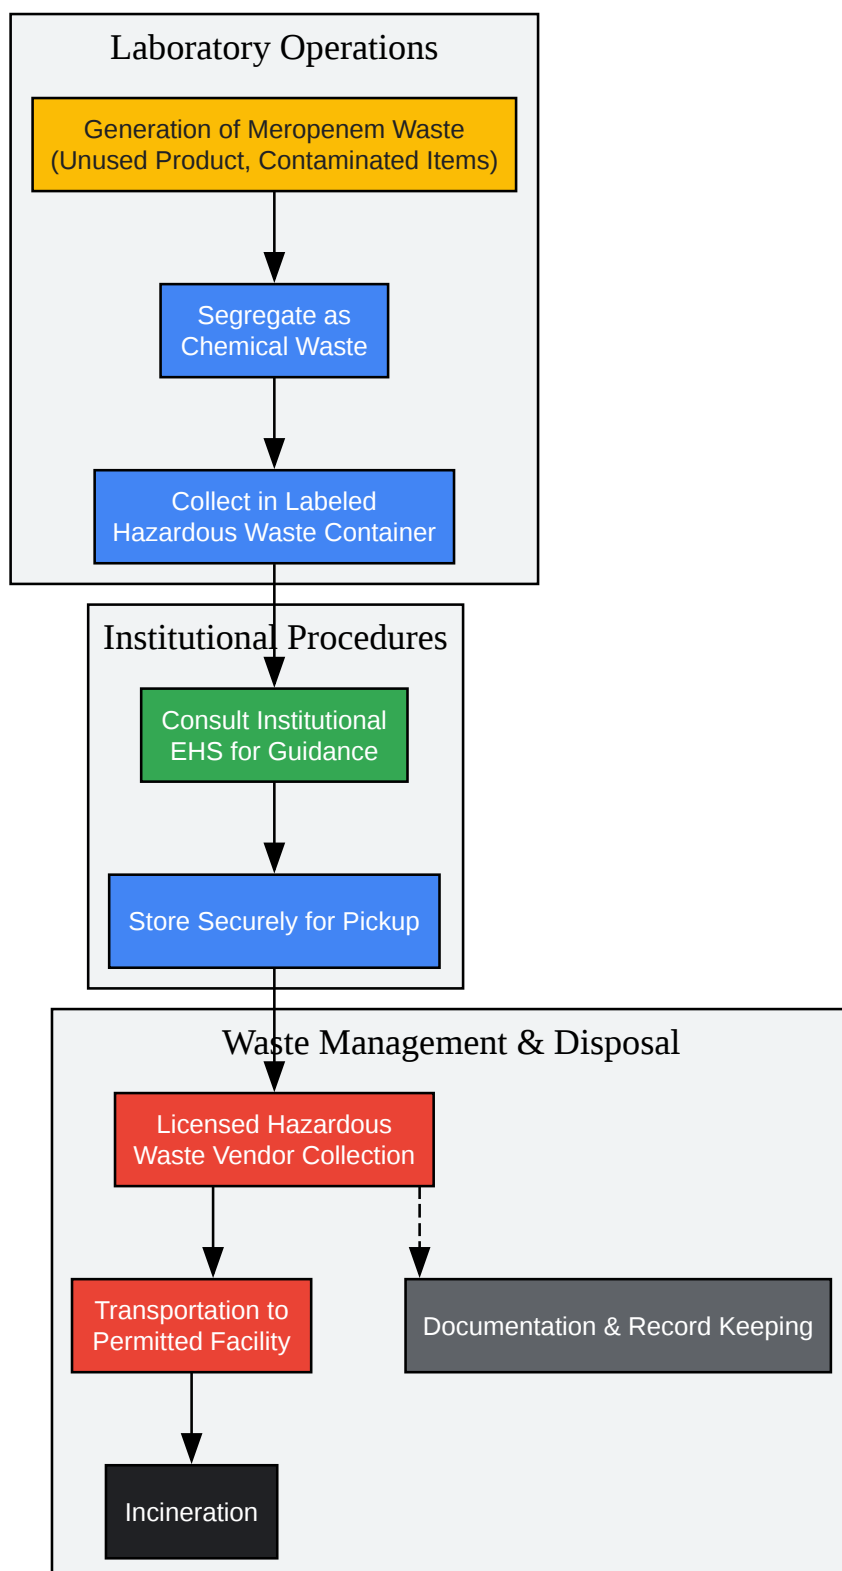 Laboratory Operations
Generation of Meropenem Waste
(Unused Product, Contaminated Items)
Segregate as
Chemical Waste
Collect in Labeled
Hazardous Waste Container
Institutional Procedures
Consult Institutional
EHS for Guidance
Store Securely for Pickup
Waste Management & Disposal
Licensed Hazardous
Waste Vendor Collection
Transportation to
Permitted Facility
Documentation & Record Keeping
Incineration